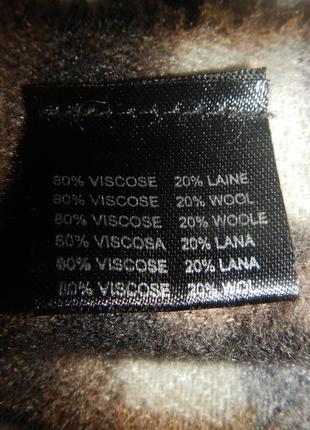 80% VISCOSE 20% LAINE
80% VISCOSE 20% WOOL
80% VISCOSE 20% WOOLE
80% VISCOSA 20% LANA
80% VISCOSE 20% LANA
80% VISCOSE 20% WOL